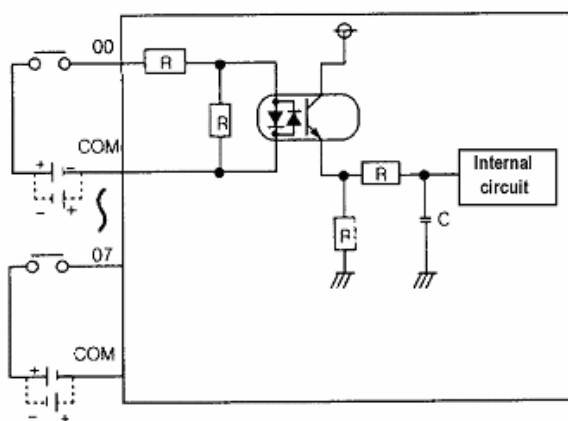 00
R
R
COM
+ −
− +
R
Internal
circuit
R
C
07
COM
+ −
− +